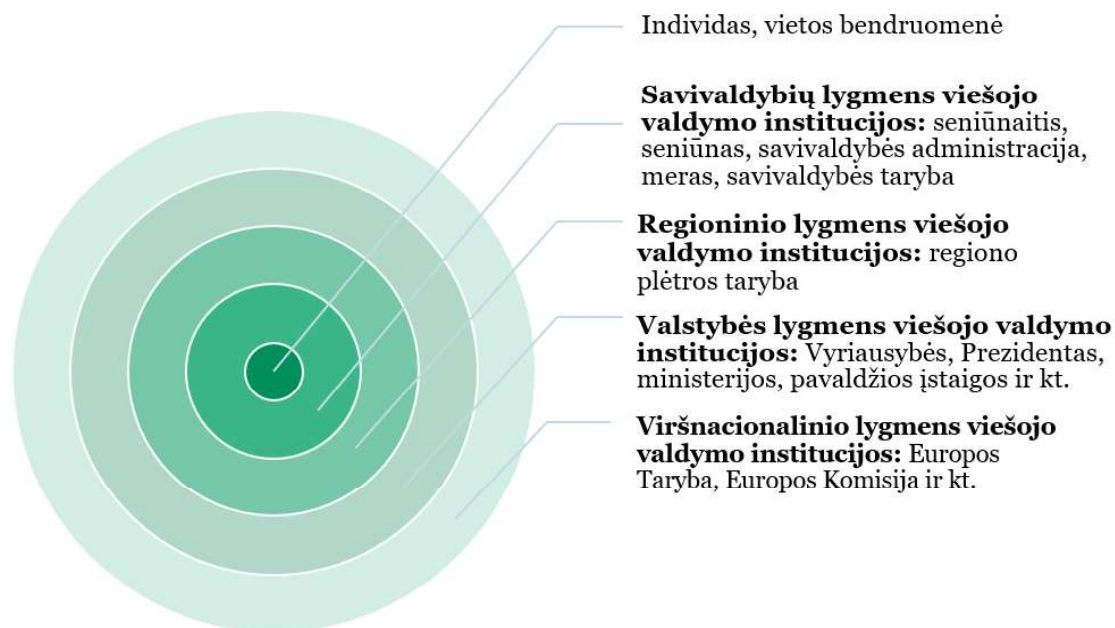 Individas, vietos bendruomenė
Savivaldybių lygmens viešojo
valdymo institucijos: seniūnaitis,
seniūnas, savivaldybės administracija,
meras, savivaldybės taryba
Regioninio lygmens viešojo
valdymo institucijos: regiono
plėtros taryba
Valstybės lygmens viešojo valdymo
institucijos: Vyriausybės, Prezidentas,
ministerijos, pavaldžios įstaigos ir kt.
Viršnacionalinio lygmens viešojo
valdymo institucijos: Europos
Taryba, Europos Komisija ir kt.